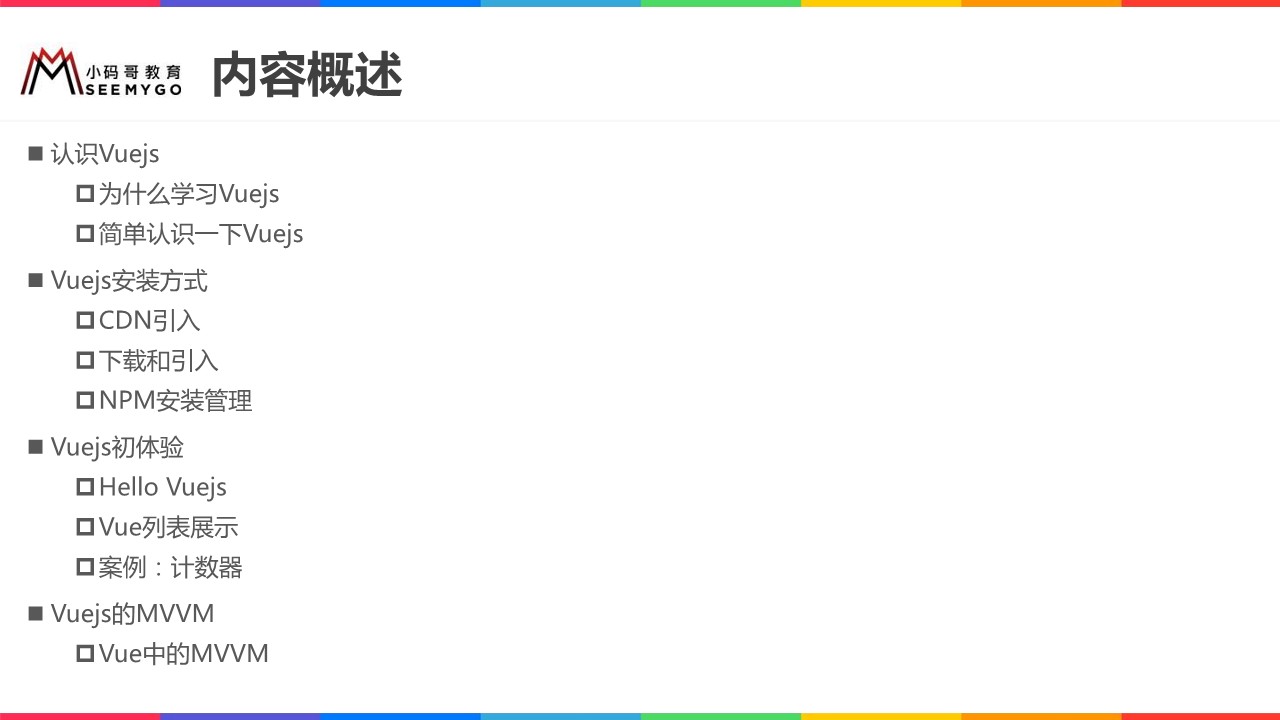 小码哥教育
SEEMYGO
内容概述
认识Vuejs
为什么学习Vuejs
简单认识一下Vuejs
Vuejs安装方式
CDN引入
下载和引入
NPM安装管理
Vuejs初体验
Hello Vuejs
Vue列表展示
案例：计数器
Vuejs的MVVM
Vue中的MVVM